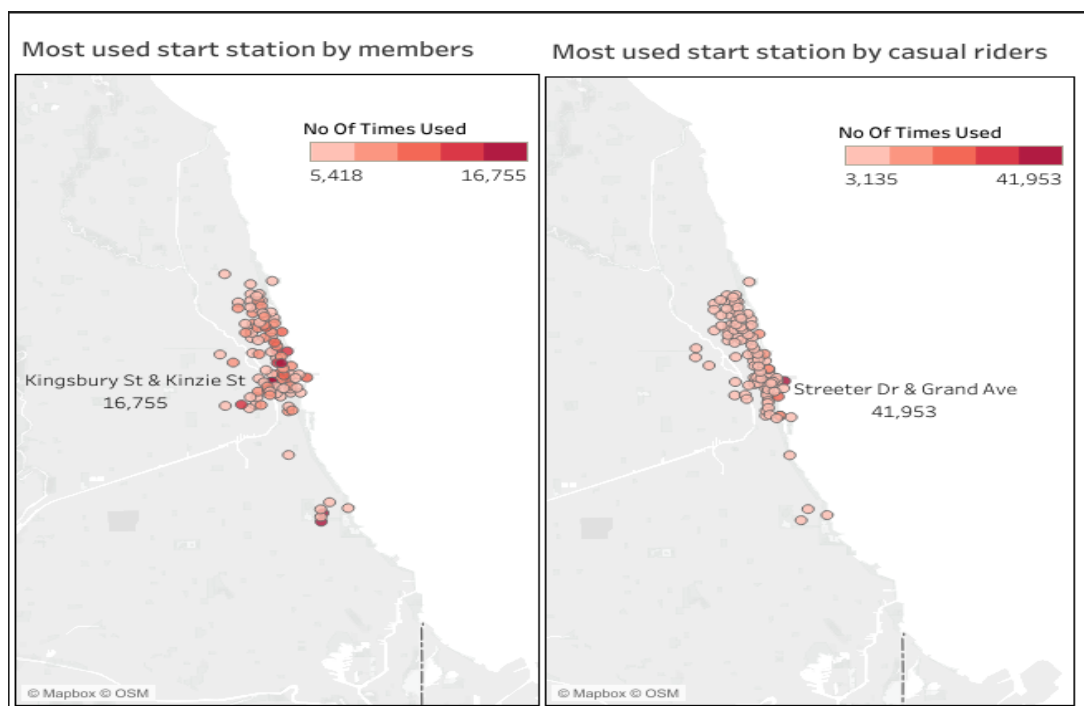 Most used start station by members
No Of Times Used
5,418 16,755
Kingsbury St & Kinzie St
16,755
© Mapbox © OSM
Most used start station by casual riders
No Of Times Used
3,135 41,953
Streeter Dr & Grand Ave
41,953
© Mapbox © OSM